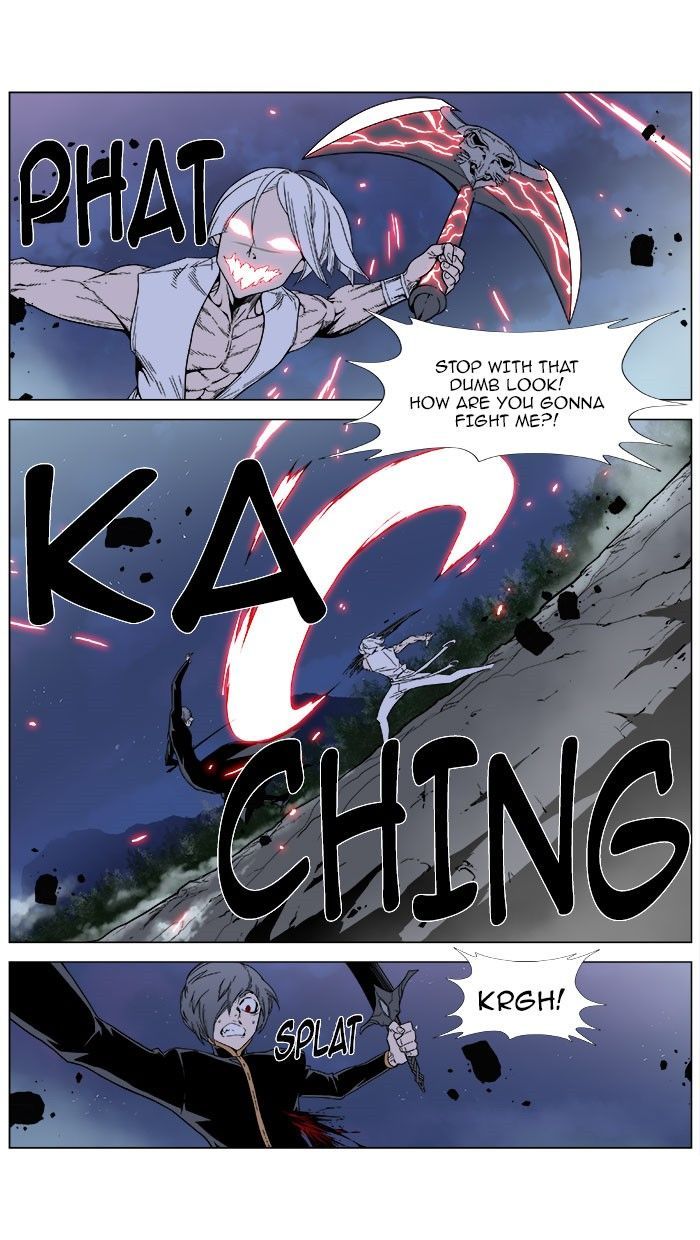 PHAT
STOP WITH THAT
DUMB LOOK!
HOW ARE YOU GONNA
FIGHT ME?!
KA
CHING
KRGH!
SPLAT